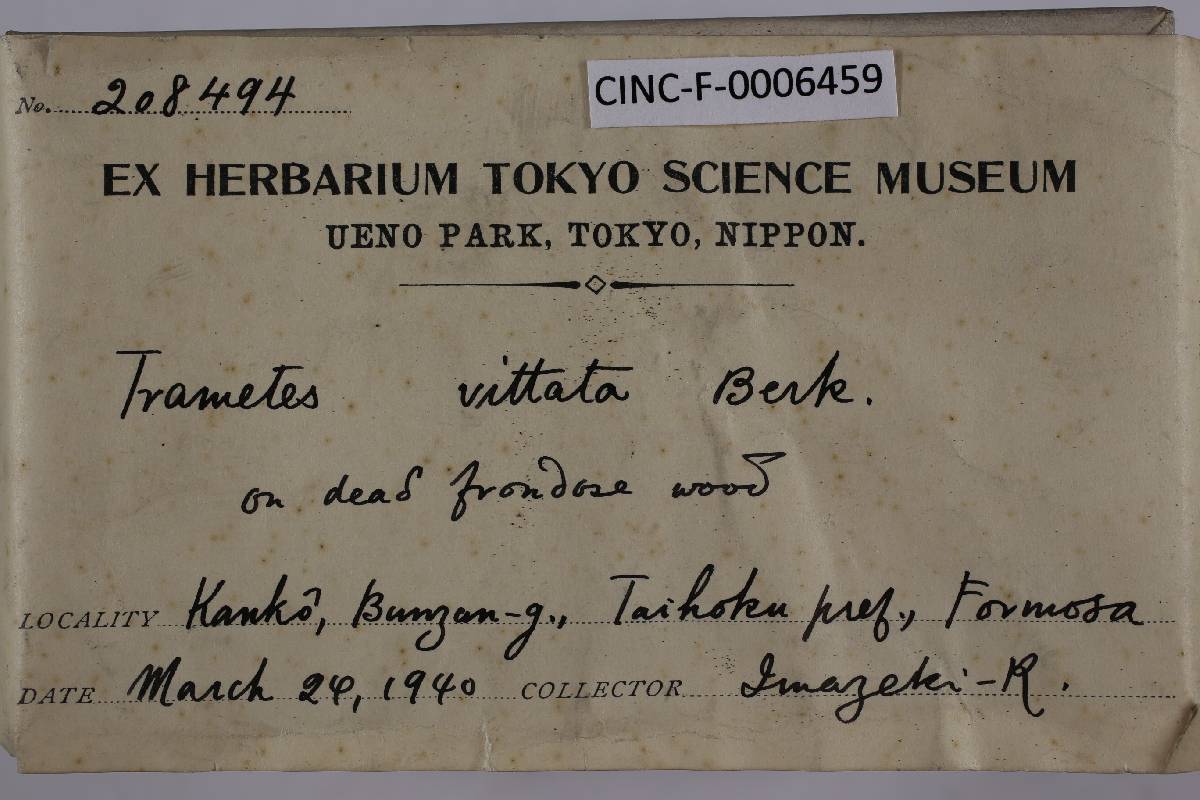 No. 208494
CINC-F-0006459
EX HERBARIUM TOKYO SCIENCE MUSEUM
UENO PARK, TOKYO, NIPPON.
Trametes vittata Berk.
on dead frondose wood
LOCALITY Kankô, Bunzan-g., Taihoku pref., Formosa
DATE March 24, 1940 COLLECTOR Imazeki-R.